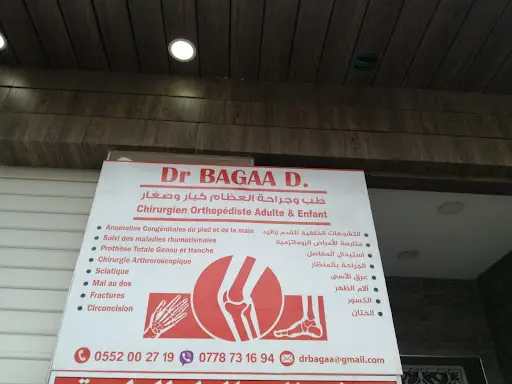 Dr BAGAA D.
طب وجراحة العظام كبار وصغار
Chirurgien Orthopédiste Adulte & Enfant
• Anomalies Congénitales du pied et de la main
• Suivi des maladies rhumatismales
• Prothèse Totale Genou et Hanche
• Chirurgie Arthroroscopique
• Sciatique
• Mal au dos
• Fractures
• Circoncision
• التشوهات الخلقية للقدم واليد
• متابعة الأمراض الروماتزمية
• استبدال المفاصل
• الجراحة بالمنظار
• عرق الأسى
• آلام الظهر
• الكسور
• الختان
0552 00 27 19 0778 73 16 94 drbagaa@gmail.com